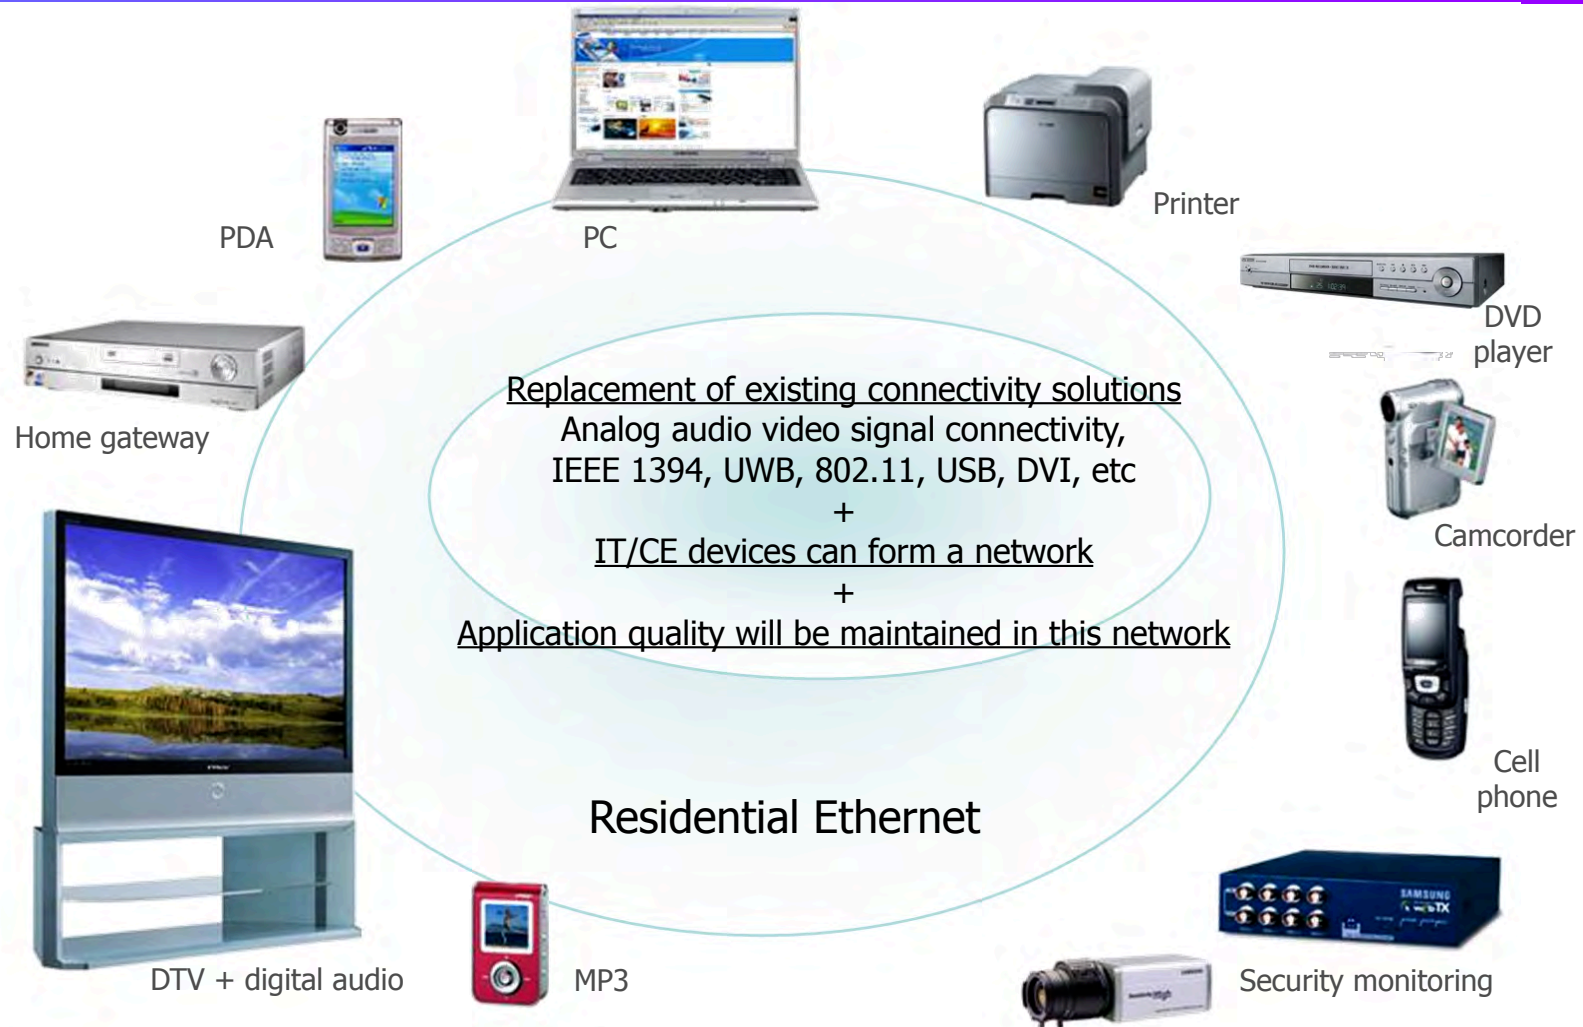 PDA
PC
Printer
DVD
player
Home gateway
Replacement of existing connectivity solutions
Analog audio video signal connectivity,
IEEE 1394, UWB, 802.11, USB, DVI, etc
+
IT/CE devices can form a network
+
Application quality will be maintained in this network
Camcorder
Cell
phone
Residential Ethernet
SAMSUNG
DTV + digital audio
MP3
Security monitoring